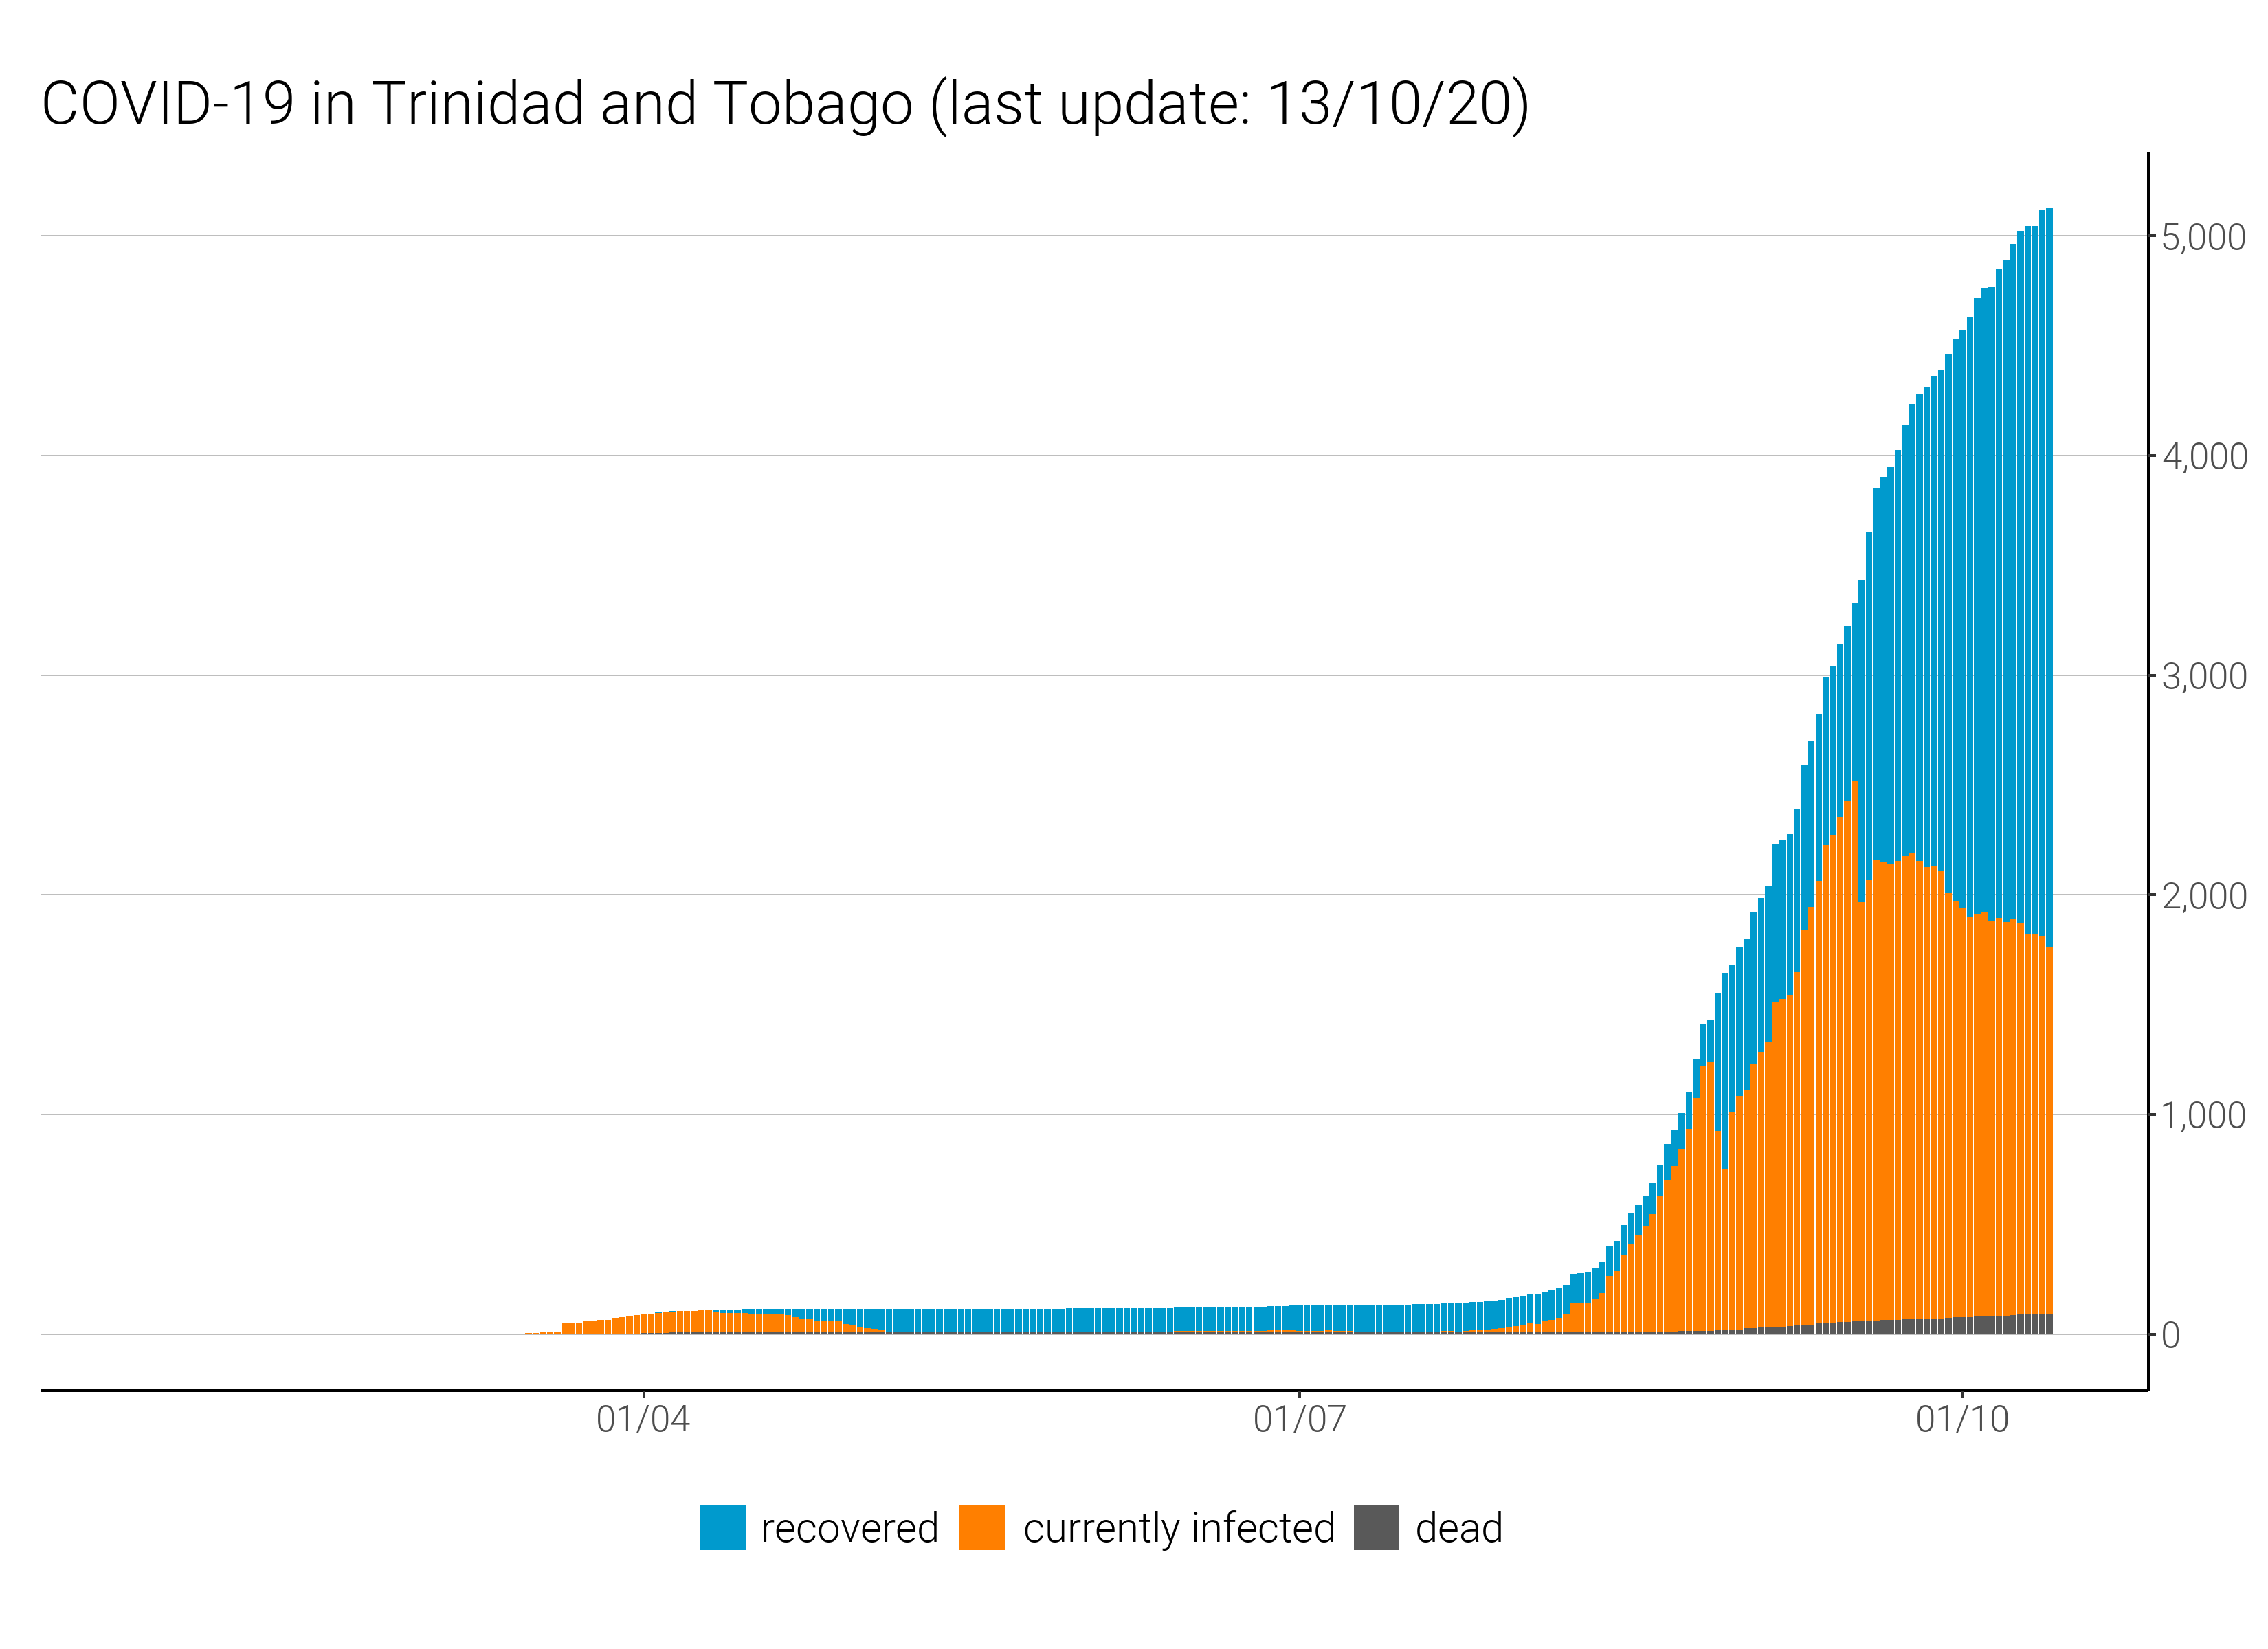 COVID-19 in Trinidad and Tobago (last update: 13/10/20)
5,000
4,000
3,000
2,000
1,000
0
01/04 01/07 01/10
recovered currently infected dead